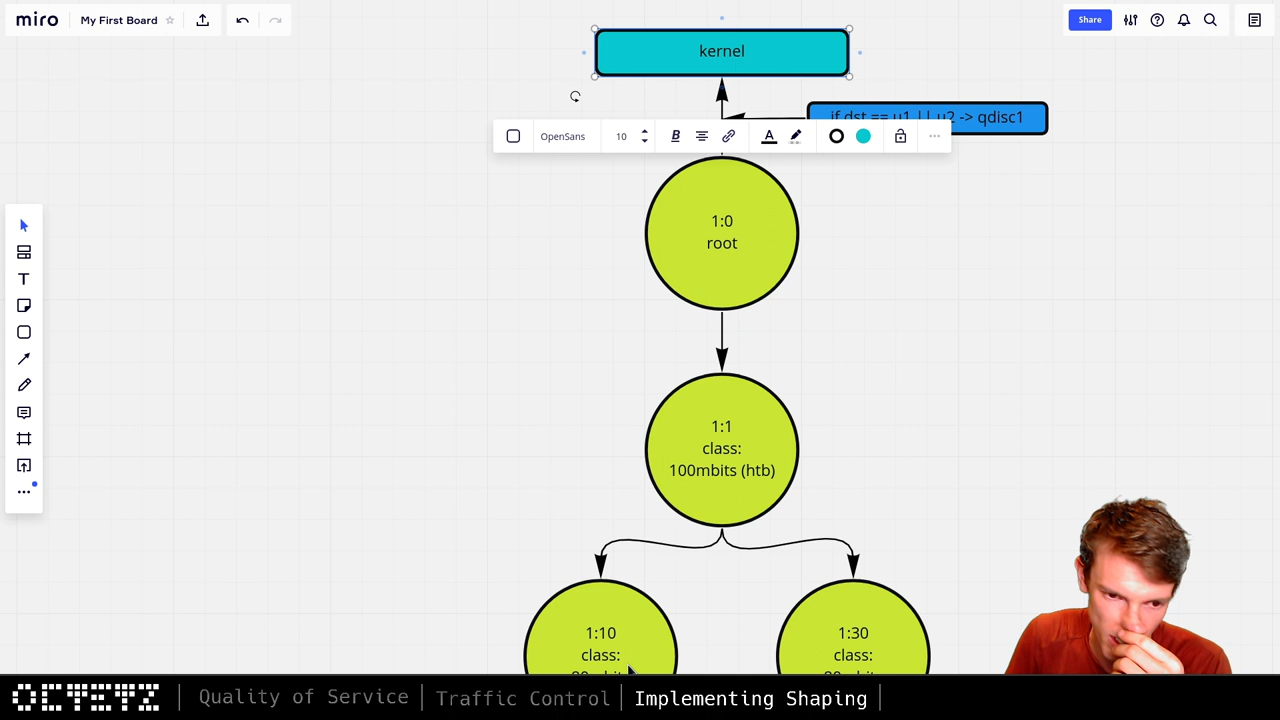 miro
My First Board
Share
kernel
if dst == u1 || u2 -> qdisc1
OpenSans
10
B
A
T
1:0
root
1:1
class:
100mbits (htb)
1:10
class:
1:30
class:
OCTETZ
Quality of Service
Traffic Control
Implementing Shaping